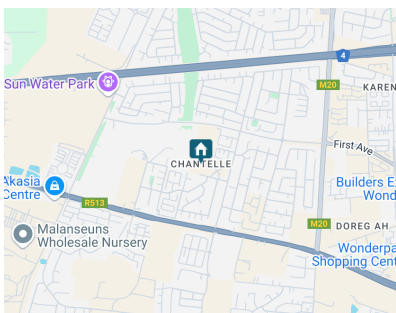 4
Sun Water Park
M20
KAREN
First Ave
CHANTELLE
Akasia
Centre
Builders E
Wond
R513
M20
DOREG AH
Malanseuns
Wholesale Nursery
Wonderpa
Shopping Cent